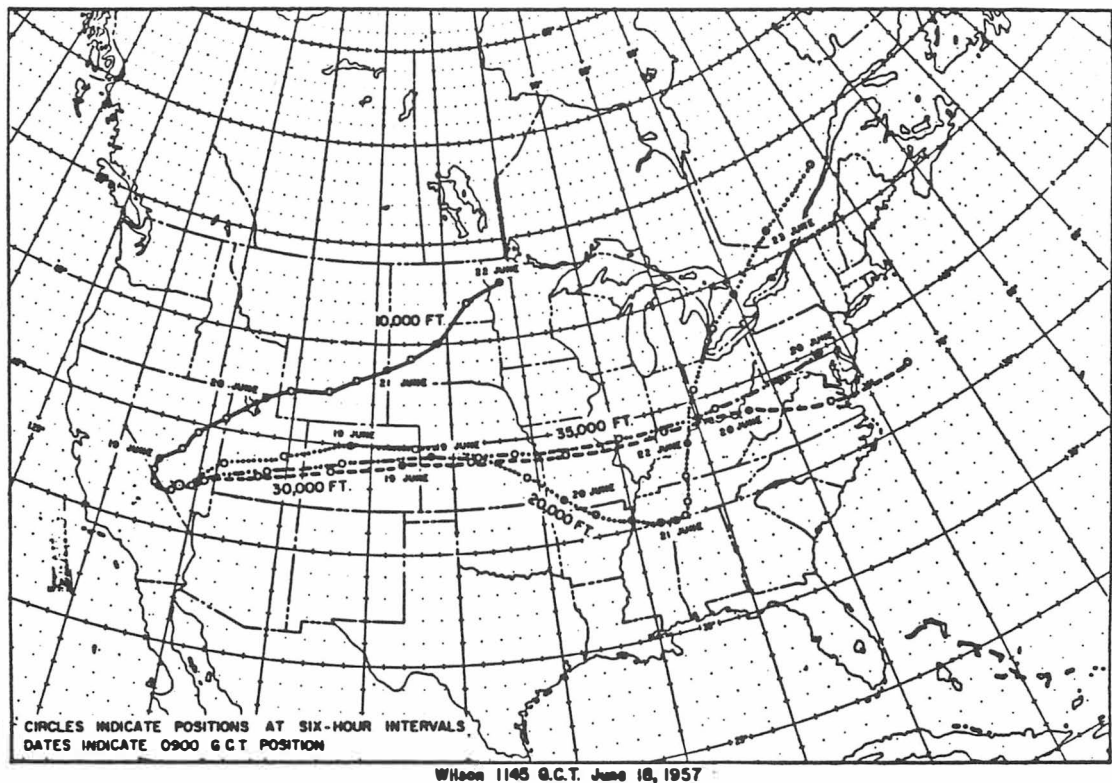 22 JUNE
23 JUNE
10,000 FT.
20 JUNE
21 JUNE
20 JUNE
35,000 FT.
19 JUNE
19 JUNE
19 JUNE
22 JUNE
20 JUNE
30,000 FT.
19 JUNE
20 JUNE
20,000 FT.
21 JUNE
CIRCLES INDICATE POSITIONS AT SIX-HOUR INTERVALS
DATES INDICATE 0900 G C T POSITION
Wilson 1145 G.C.T. June 18, 1957